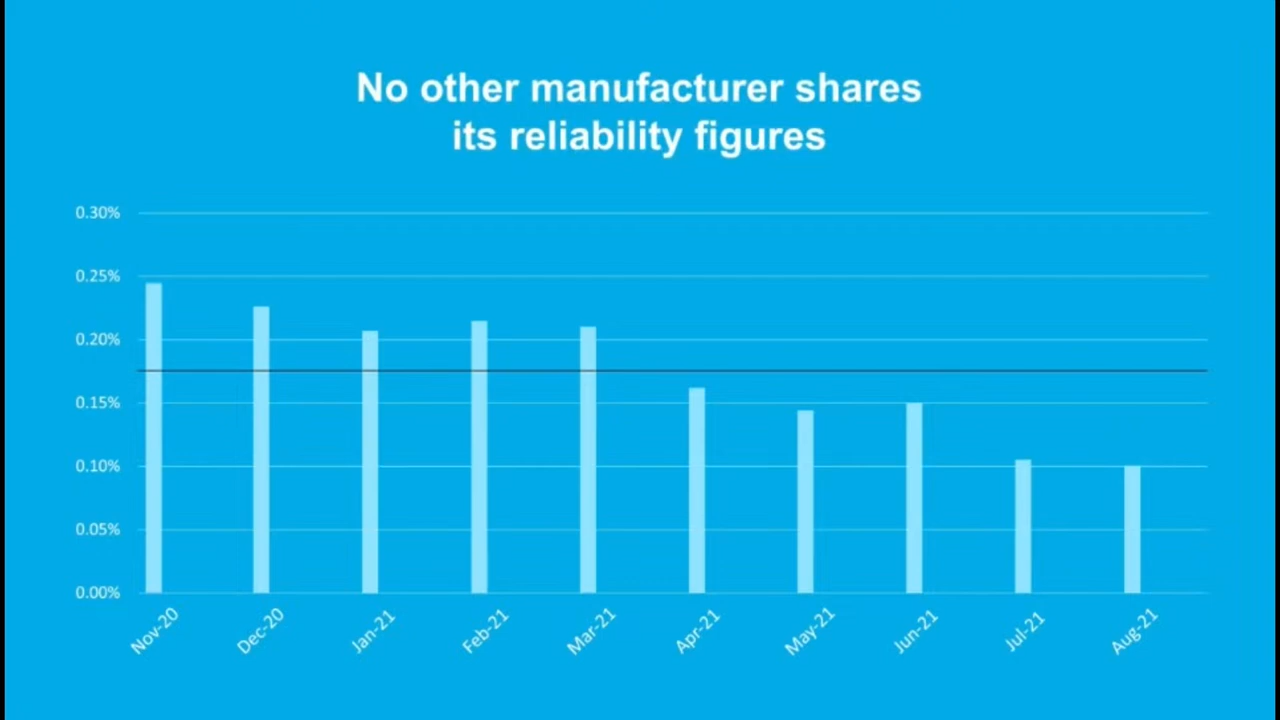 No other manufacturer shares
its reliability figures
0.30%
0.25%
0.20%
0.15%
0.10%
0.05%
0.00%
Nov-20
Dec-20
Jan-21
Feb-21
Mar-21
Apr-21
May-21
Jun-21
Jul-21
Aug-21